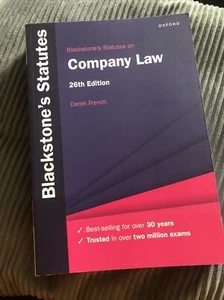 OXFORD
Blackstone's Statutes
Blackstone's Statutes on
Company Law
26th Edition
Derek French
✓ Best-selling for over 30 years
✓ Trusted in over two million exams